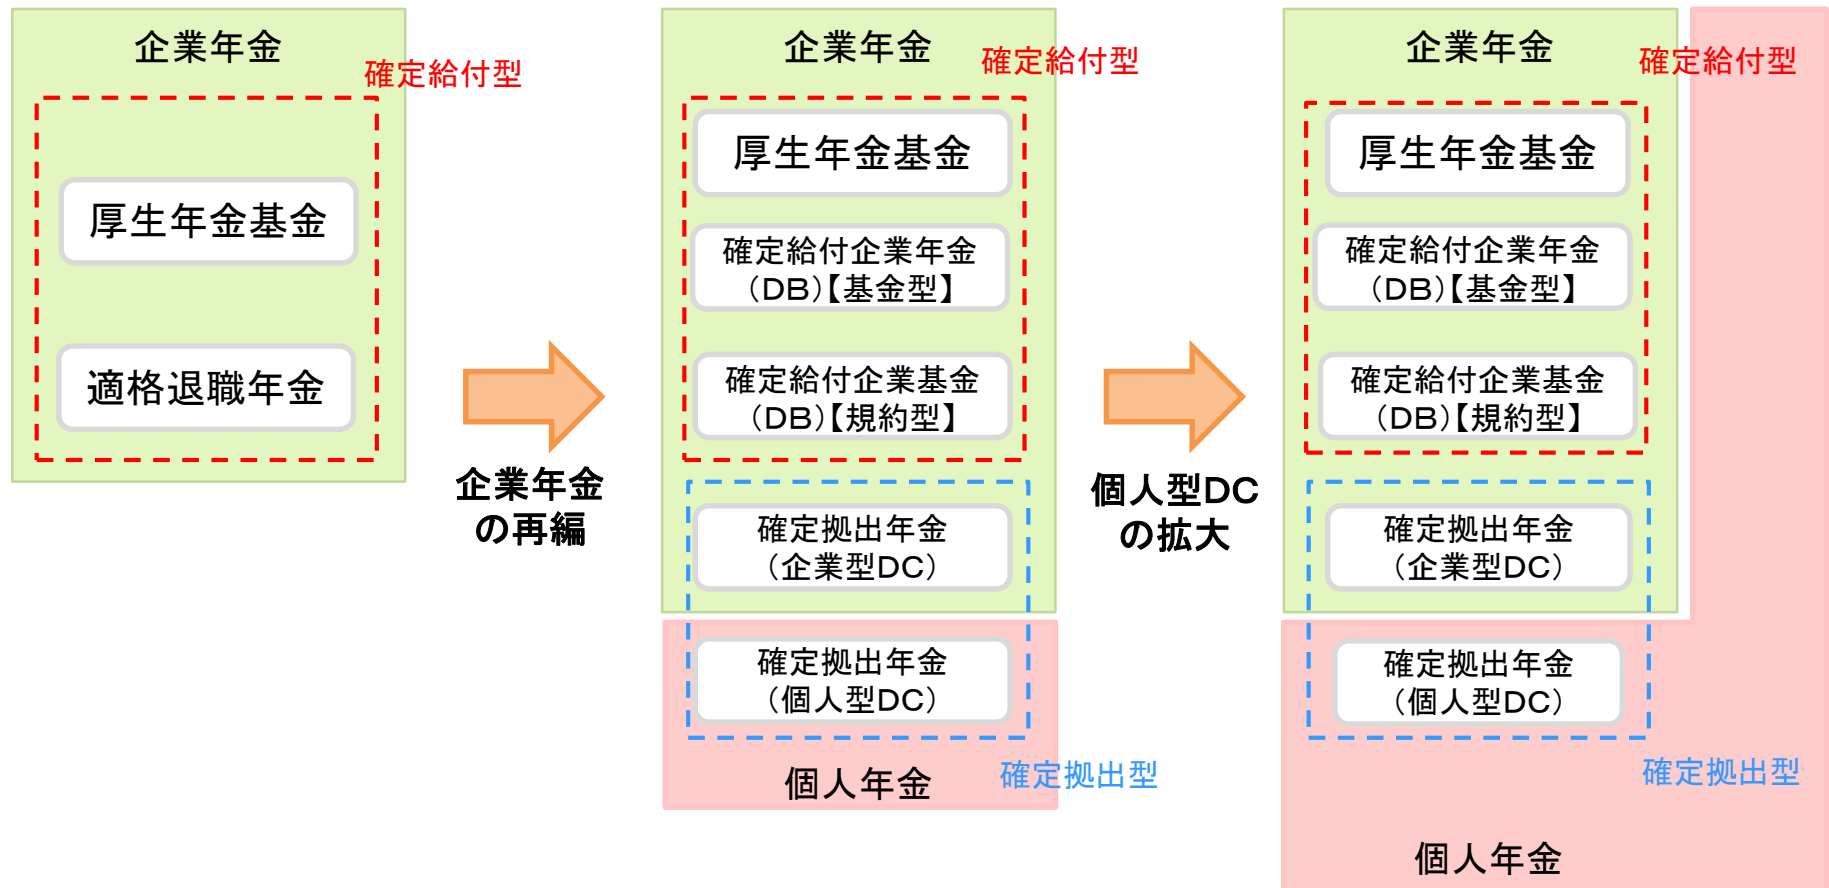 企業年金
確定給付型
厚生年金基金
適格退職年金
企業年金
の再編
企業年金
確定給付型
厚生年金基金
確定給付企業年金
(DB)【基金型】
確定給付企業基金
(DB)【規約型】
確定拠出年金
(企業型DC)
確定拠出年金
(個人型DC)
個人年金
確定拠出型
個人型DC
の拡大
企業年金
確定給付型
厚生年金基金
確定給付企業年金
(DB)【基金型】
確定給付企業基金
(DB)【規約型】
確定拠出年金
(企業型DC)
確定拠出年金
(個人型DC)
確定拠出型
個人年金